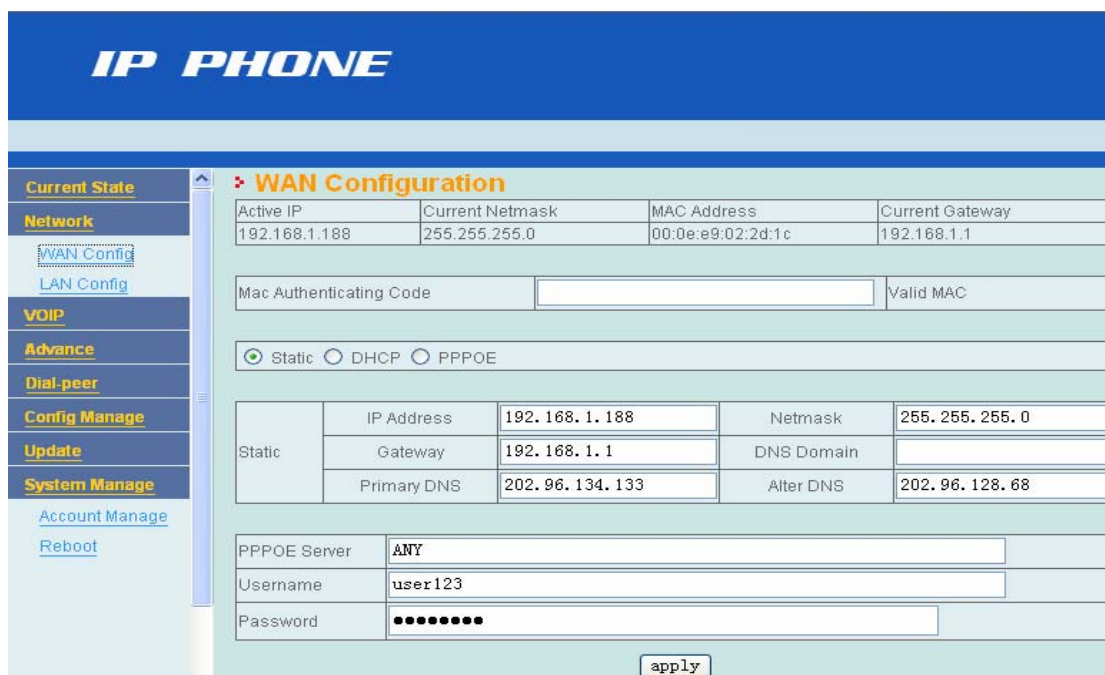 IP PHONE
Current State
Network
WAN Config
LAN Config
VOIP
Advance
Dial-peer
Config Manage
Update
System Manage
Account Manage
Reboot
WAN Configuration
Active IP Current Netmask MAC Address Current Gateway
192.168.1.188 255.255.255.0 00:0e:e9:02:2d:1c 192.168.1.1
Mac Authenticating Code Valid MAC
Static DHCP PPPOE
Static
IP Address 192.168.1.188 Netmask 255.255.255.0
Gateway 192.168.1.1 DNS Domain
Primary DNS 202.96.134.133 Alter DNS 202.96.128.68
PPPOE Server ANY
Username user123
Password ●●●●●●●●
apply